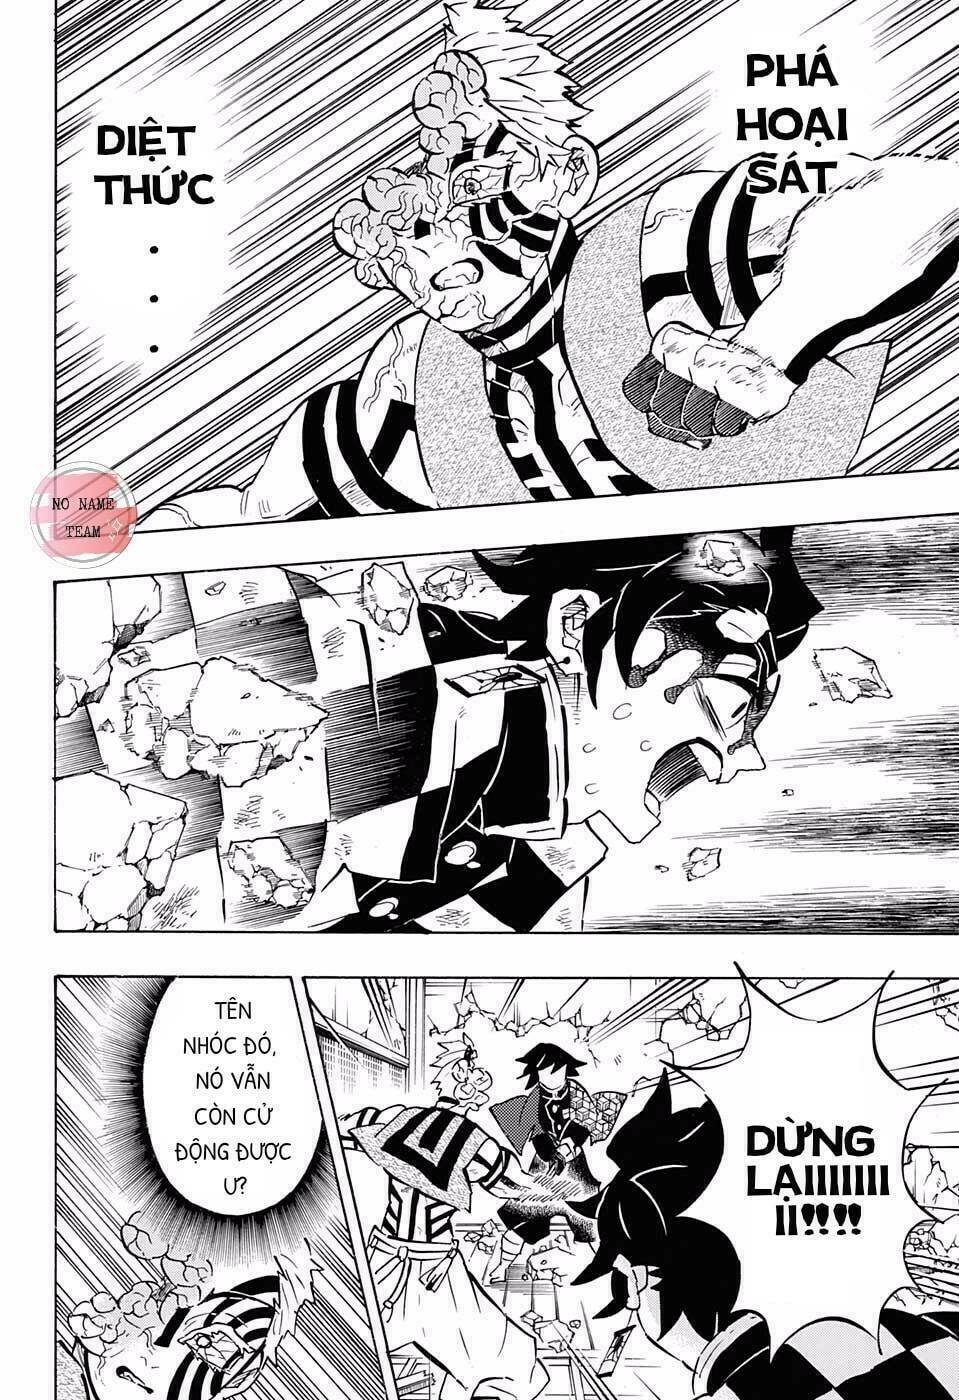 PHÁ
HOẠI
SÁT
DIỆT
THỨC
.
.
.
NO NAME
TEAM
DỪNG
LẠIIIIIII
II!!!!
TÊN
NHÓC ĐÓ,
NÓ VẪN
CÒN CỬ
ĐỘNG ĐƯỢC
Ư?